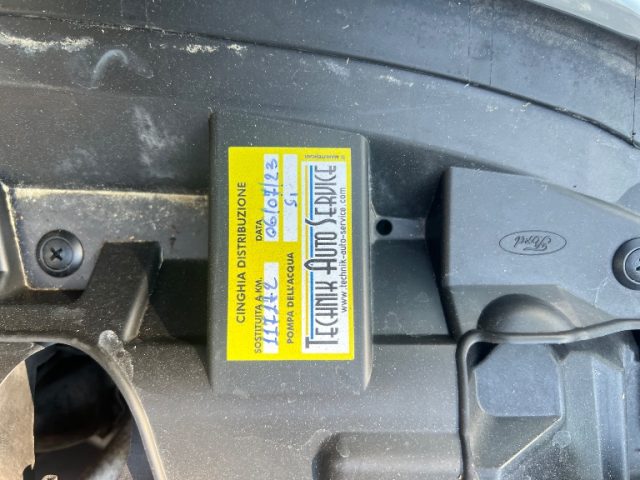 CINGHIA DISTRIBUZIONE
SOSTITUITA A KM. 117172 DATA 06/07/23
POMPA DELL'ACQUA SI
TECHNIK AUTO SERVICE
www.technik-auto-service.com
Ford